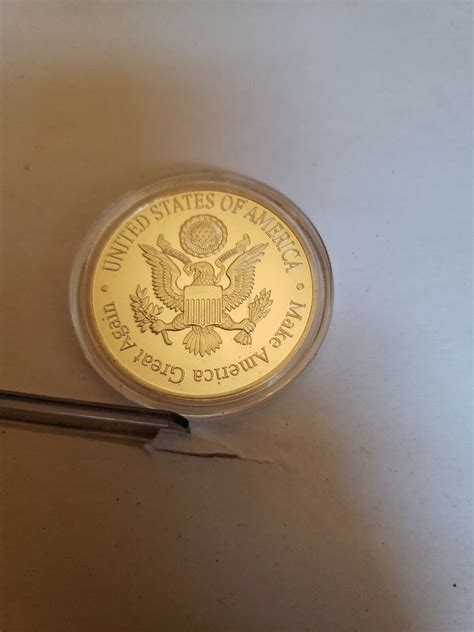 UNITED STATES OF AMERICA
Make America Great Again